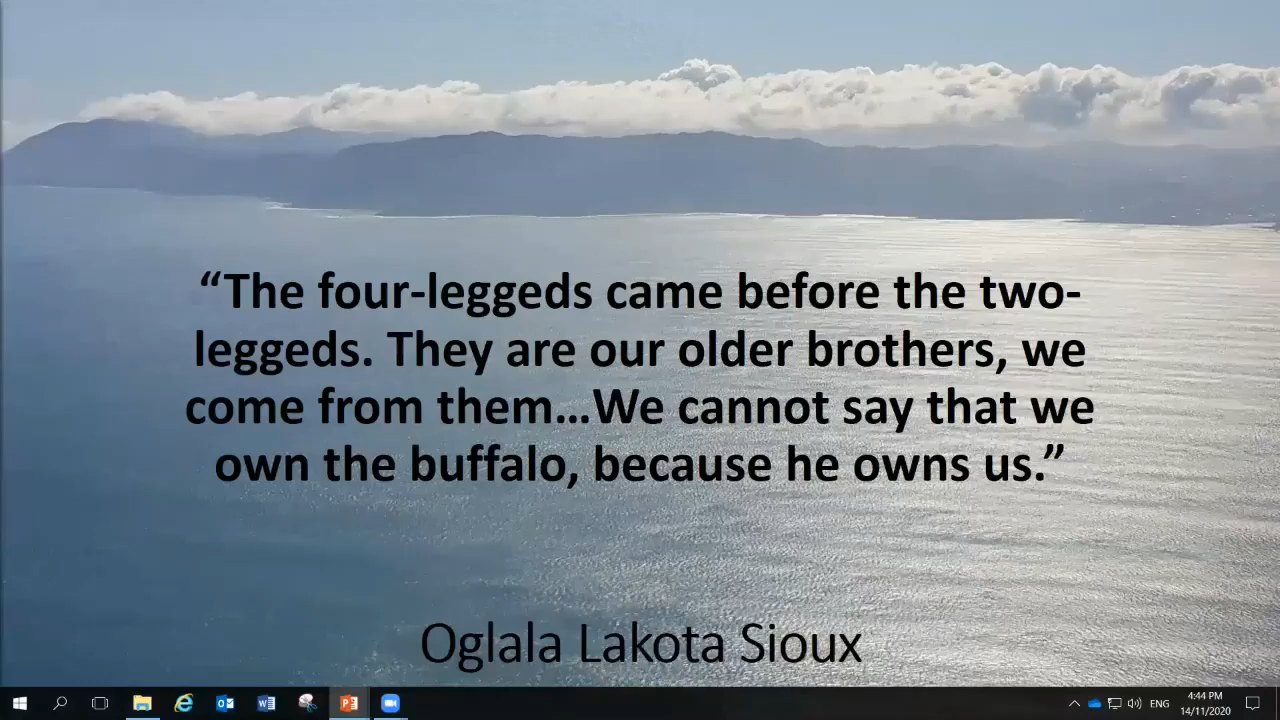 “The four-leggeds came before the two-
leggeds. They are our older brothers, we
come from them...We cannot say that we
own the buffalo, because he owns us.”
Oglala Lakota Sioux
ENG
4:44 PM
14/11/2020